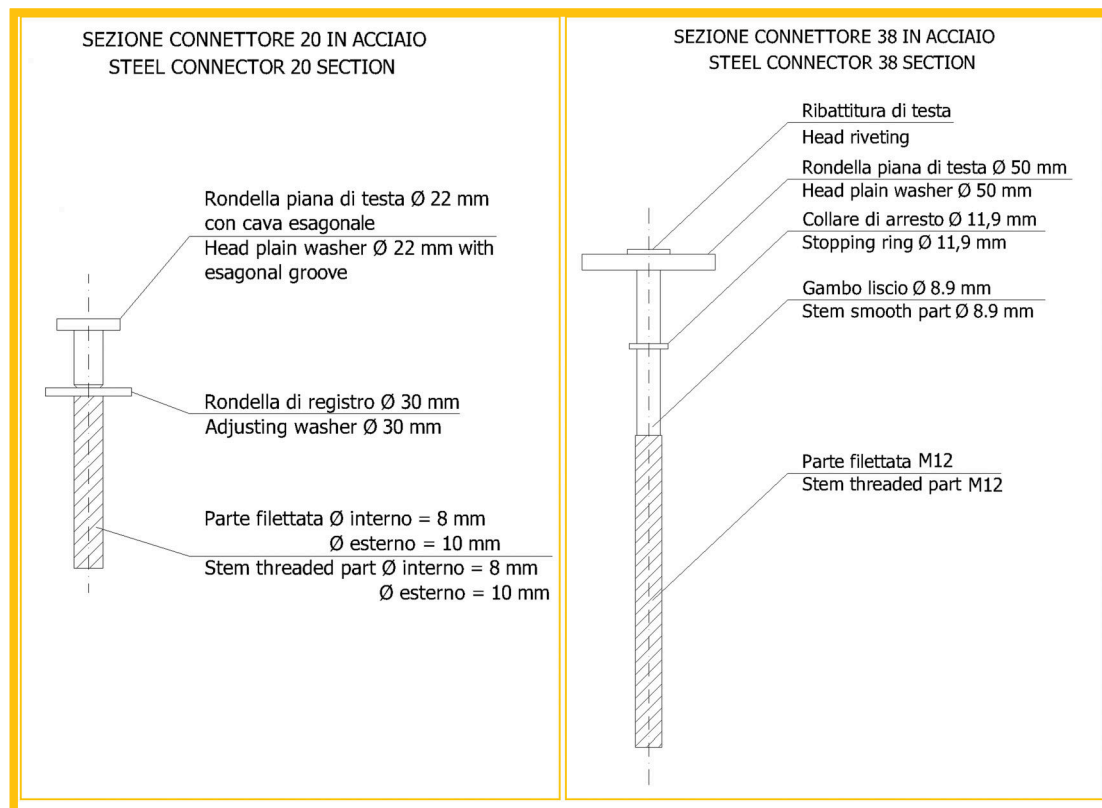 SEZIONE CONNETTORE 20 IN ACCIAIO
STEEL CONNECTOR 20 SECTION
Rondella piana di testa Ø 22 mm
con cava esagonale
Head plain washer Ø 22 mm with
esagonal groove
Rondella di registro Ø 30 mm
Adjusting washer Ø 30 mm
Parte filettata Ø interno = 8 mm
Ø esterno = 10 mm
Stem threaded part Ø interno = 8 mm
Ø esterno = 10 mm
SEZIONE CONNETTORE 38 IN ACCIAIO
STEEL CONNECTOR 38 SECTION
Ribattitura di testa
Head riveting
Rondella piana di testa Ø 50 mm
Head plain washer Ø 50 mm
Collare di arresto Ø 11,9 mm
Stopping ring Ø 11,9 mm
Gambo liscio Ø 8.9 mm
Stem smooth part Ø 8.9 mm
Parte filettata M12
Stem threaded part M12